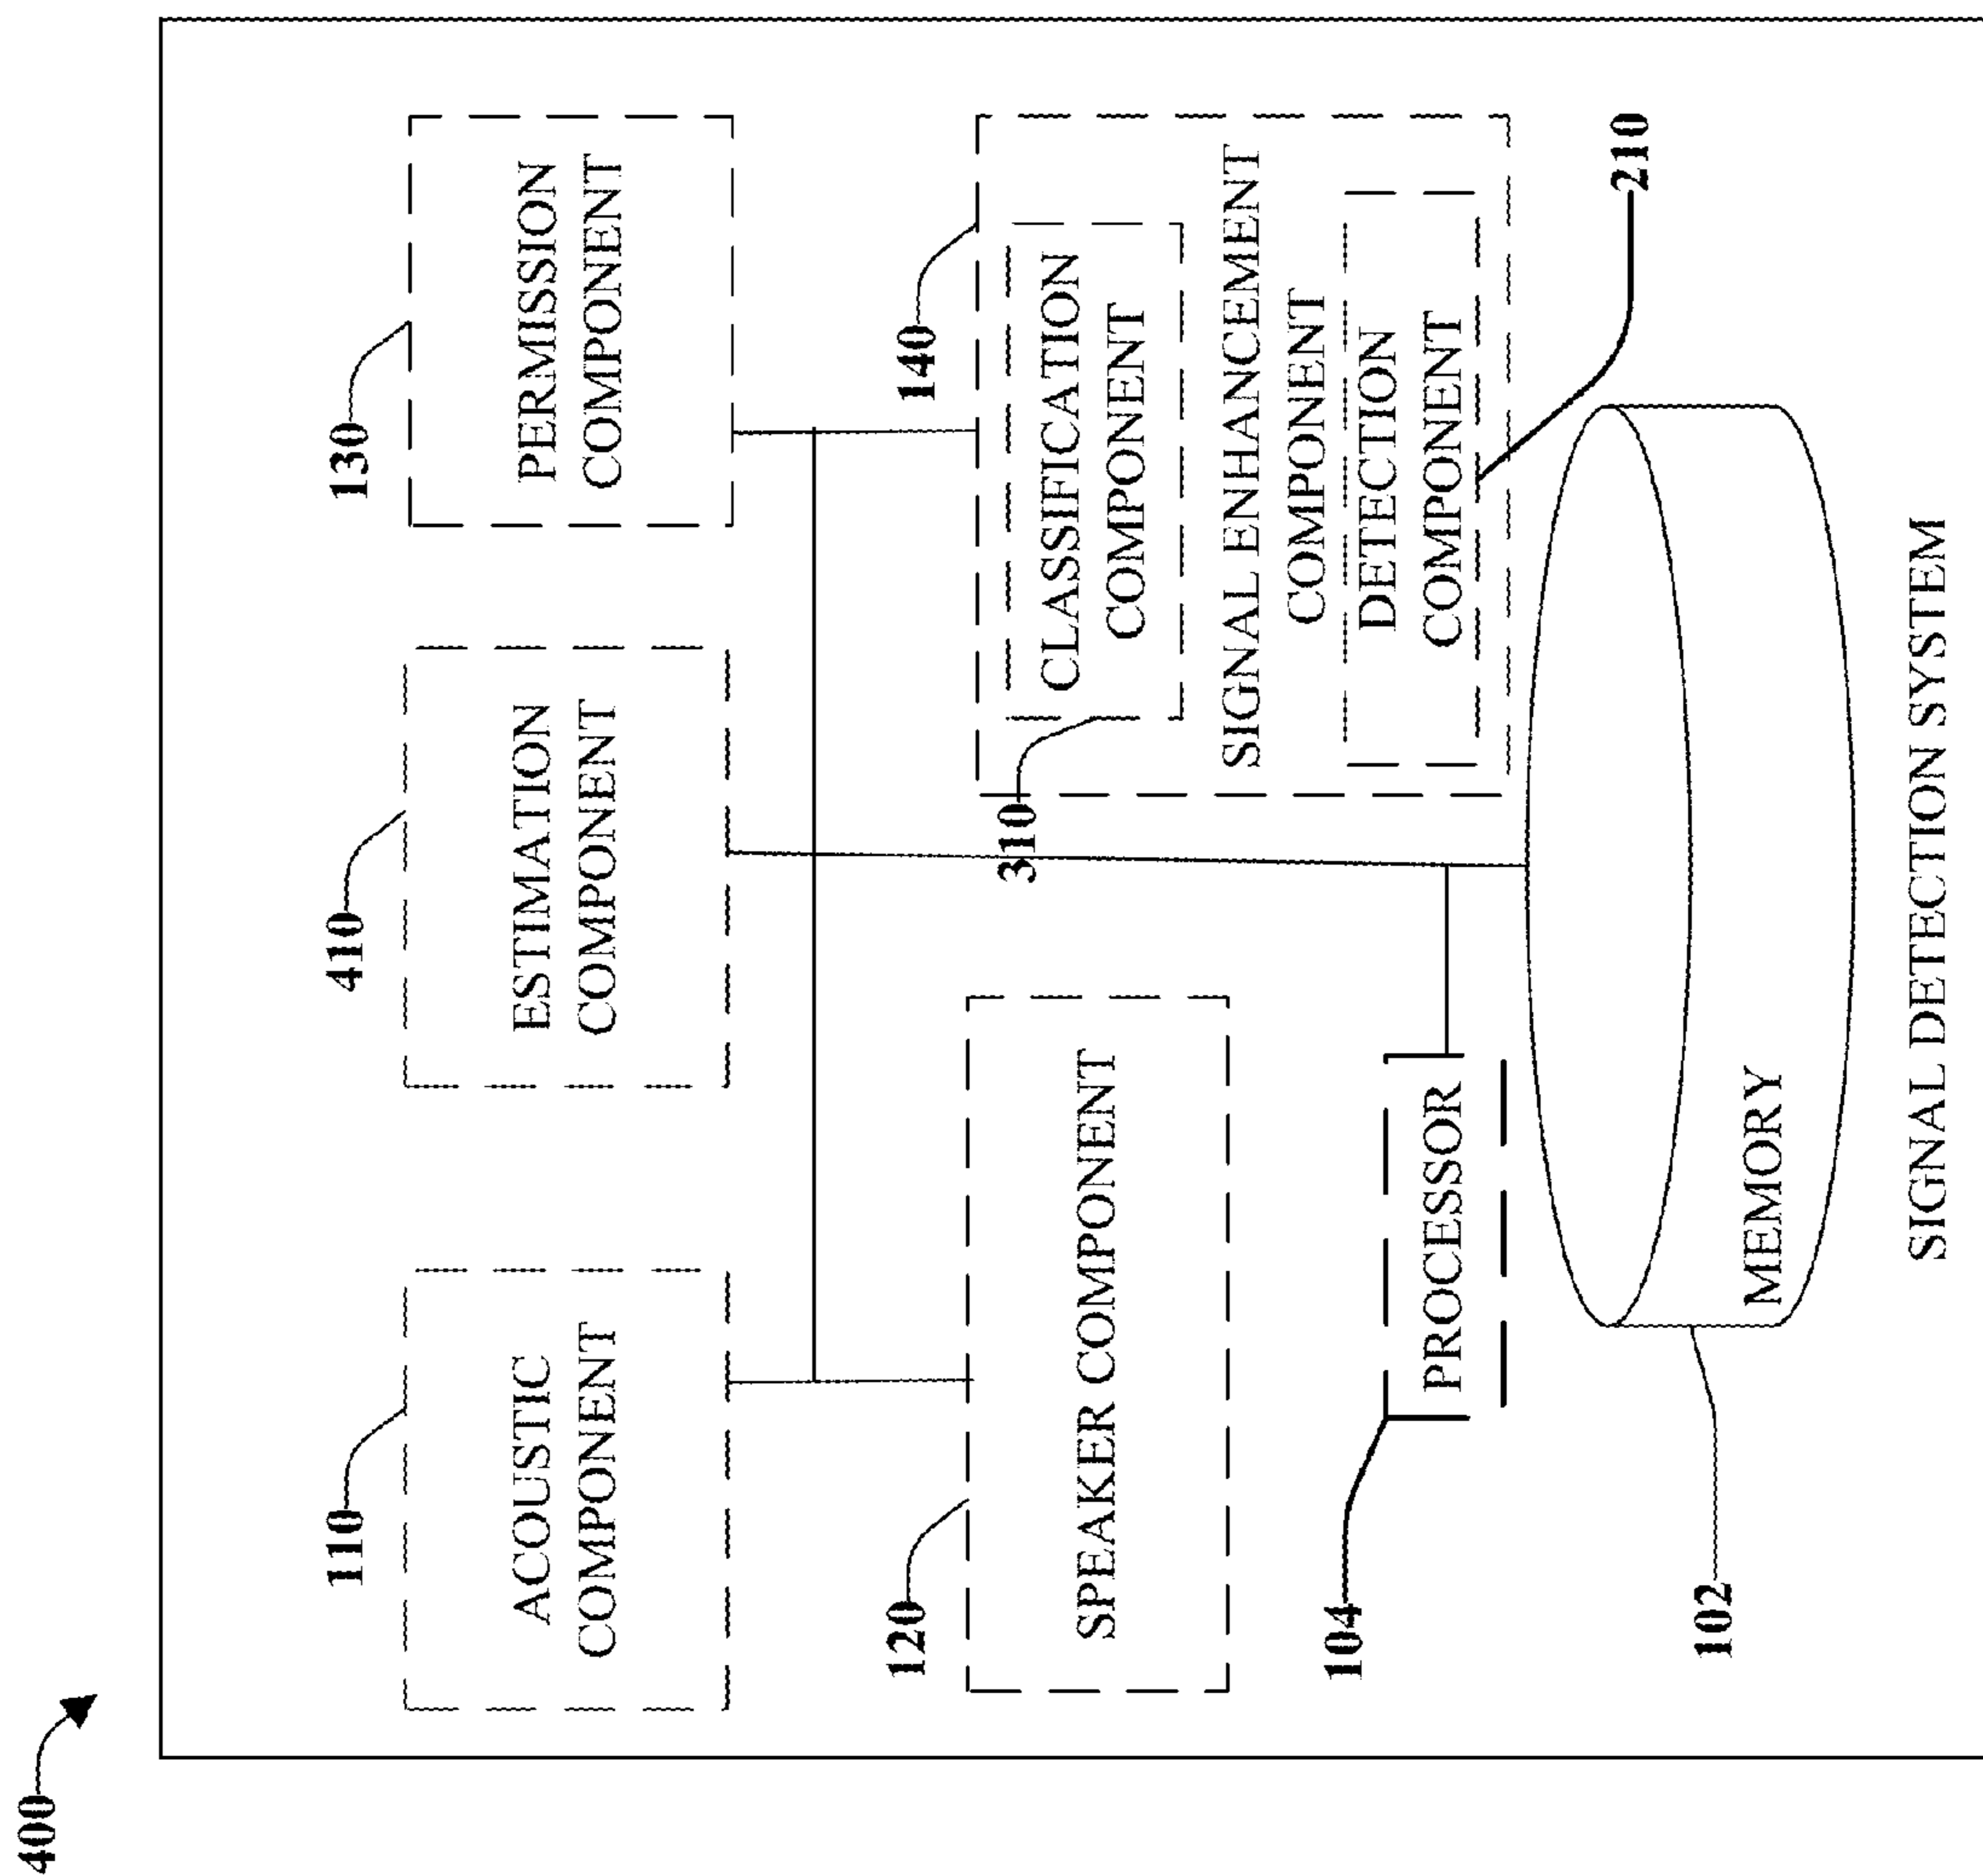 400
110
ACOUSTIC
COMPONENT
410
ESTIMATION
COMPONENT
130
PERMISSION
COMPONENT
120
SPEAKER COMPONENT
140
310
CLASSIFICATION
COMPONENT
SIGNAL ENHANCEMENT
COMPONENT
DETECTION
COMPONENT
210
104
PROCESSOR
102
MEMORY
SIGNAL DETECTION SYSTEM